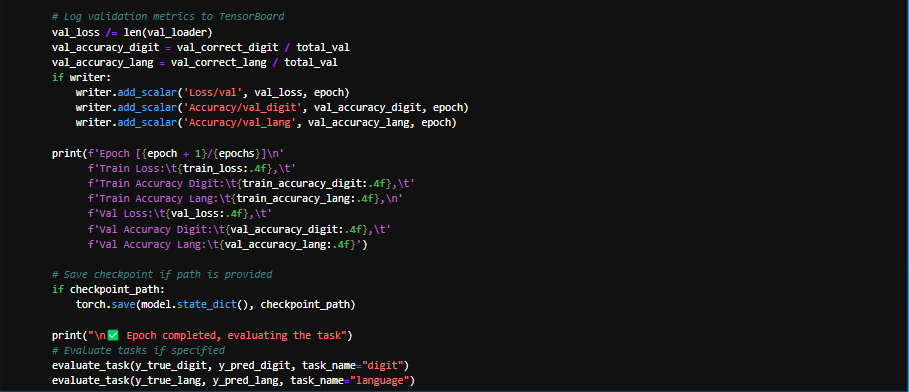 # Log validation metrics to TensorBoard
val_loss /= len(val_loader)
val_accuracy_digit = val_correct_digit / total_val
val_accuracy_lang = val_correct_lang / total_val
if writer:
    writer.add_scalar('Loss/val', val_loss, epoch)
    writer.add_scalar('Accuracy/val_digit', val_accuracy_digit, epoch)
    writer.add_scalar('Accuracy/val_lang', val_accuracy_lang, epoch)
print(f'Epoch [{epoch + 1}/{epochs}]\n'
      f'Train Loss:\t{train_loss:.4f},\t'
      f'Train Accuracy Digit:\t{train_accuracy_digit:.4f},\t'
      f'Train Accuracy Lang:\t{train_accuracy_lang:.4f},\n'
      f'Val Loss:\t{val_loss:.4f},\t'
      f'Val Accuracy Digit:\t{val_accuracy_digit:.4f},\t'
      f'Val Accuracy Lang:\t{val_accuracy_lang:.4f}')
# Save checkpoint if path is provided
if checkpoint_path:
    torch.save(model.state_dict(), checkpoint_path)
print("\n✅ Epoch completed, evaluating the task")
# Evaluate tasks if specified
evaluate_task(y_true_digit, y_pred_digit, task_name="digit")
evaluate_task(y_true_lang, y_pred_lang, task_name="language")